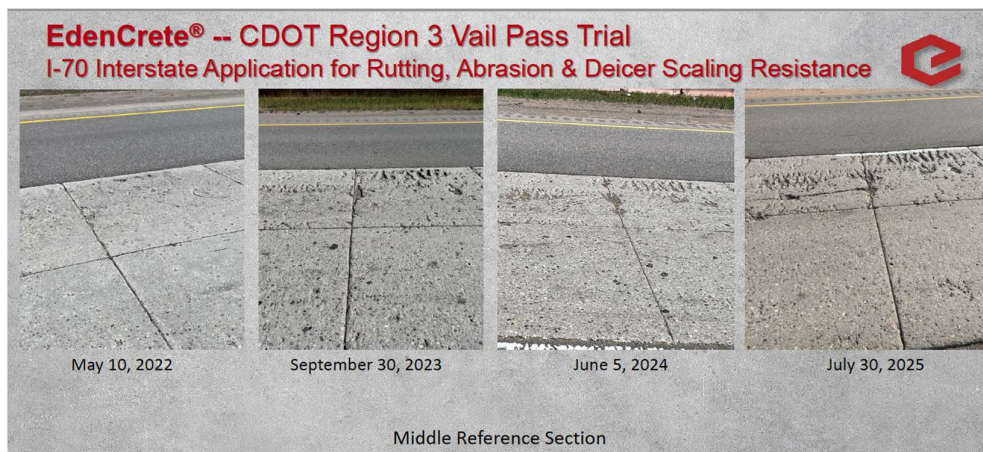 EdenCrete® -- CDOT Region 3 Vail Pass Trial
I-70 Interstate Application for Rutting, Abrasion & Deicer Scaling Resistance
May 10, 2022
September 30, 2023
June 5, 2024
July 30, 2025
Middle Reference Section